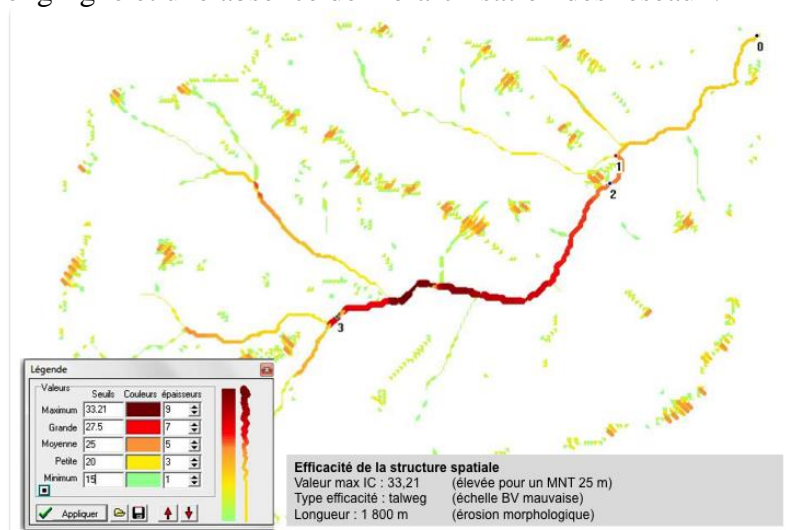 0
1
2
3
Légende
Valeurs
Seuils Couleurs épaisseurs
Maximum 33.21 9
Grande 27.5 7
Moyenne 25 5
Petite 20 3
Minimum 15 1
Appliquer
Efficacité de la structure spatiale
Valeur max IC : 33,21 (élevée pour un MNT 25 m)
Type efficacité : talweg (échelle BV mauvaise)
Longueur : 1 800 m (érosion morphologique)